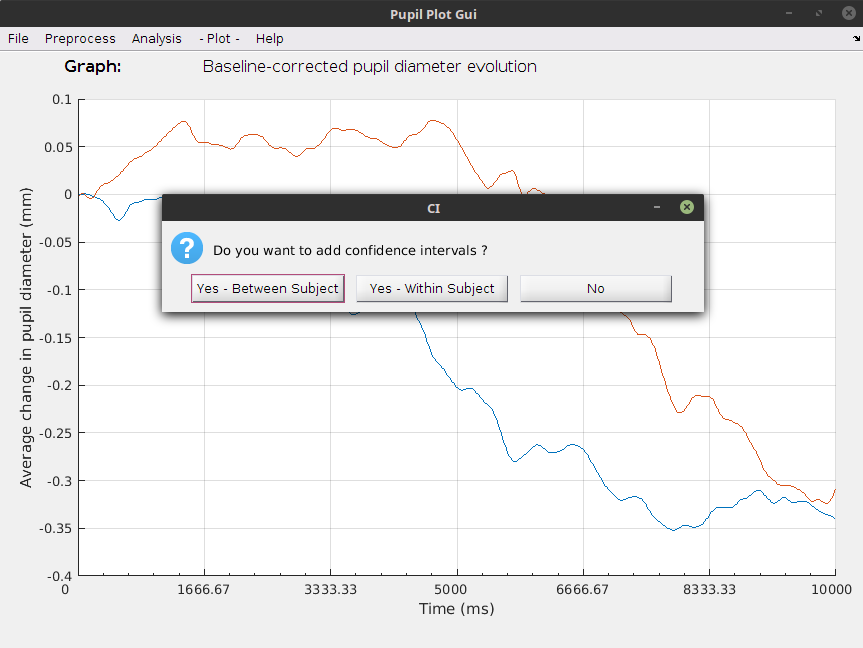 Pupil Plot Gui
File Preprocess Analysis - Plot - Help
Graph: Baseline-corrected pupil diameter evolution
0.1
0.05
0
-0.05
-0.1
-0.15
-0.2
-0.25
-0.3
-0.35
-0.4
Average change in pupil diameter (mm)
CI
? Do you want to add confidence intervals ?
Yes - Between Subject Yes - Within Subject No
0 1666.67 3333.33 5000 6666.67 8333.33 10000
Time (ms)